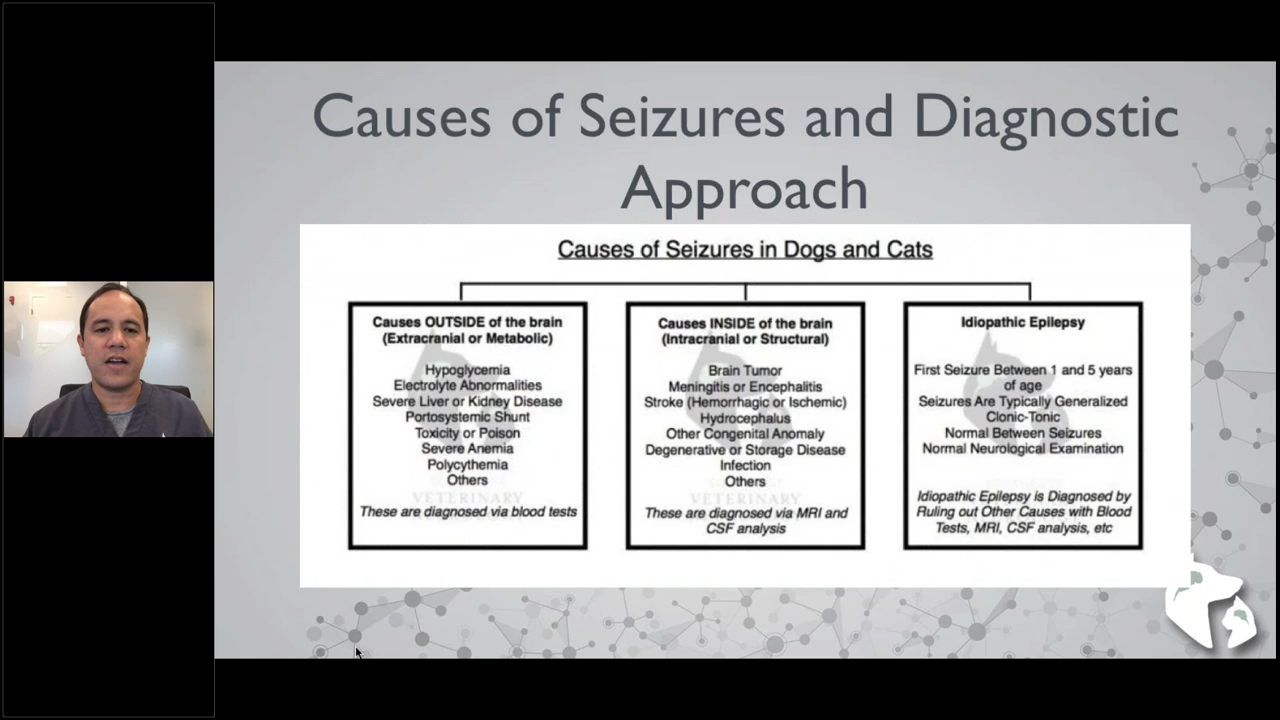 Causes of Seizures and Diagnostic
Approach
Causes of Seizures in Dogs and Cats
Causes OUTSIDE of the brain
(Extracranial or Metabolic)
Hypoglycemia
Electrolyte Abnormalities
Severe Liver or Kidney Disease
Portosystemic Shunt
Toxicity or Poison
Severe Anemia
Polycythemia
Others
VETERINARY
These are diagnosed via blood tests
Causes INSIDE of the brain
(Intracranial or Structural)
Brain Tumor
Meningitis or Encephalitis
Stroke (Hemorrhagic or Ischemic)
Hydrocephalus
Other Congenital Anomaly
Degenerative or Storage Disease
Infection
Others
VETERINARY
These are diagnosed via MRI and
CSF analysis
Idiopathic Epilepsy
First Seizure Between 1 and 5 years
of age
Seizures Are Typically Generalized
Clonic-Tonic
Normal Between Seizures
Normal Neurological Examination
Idiopathic Epilepsy is Diagnosed by
Ruling out Other Causes with Blood
Tests, MRI, CSF analysis, etc